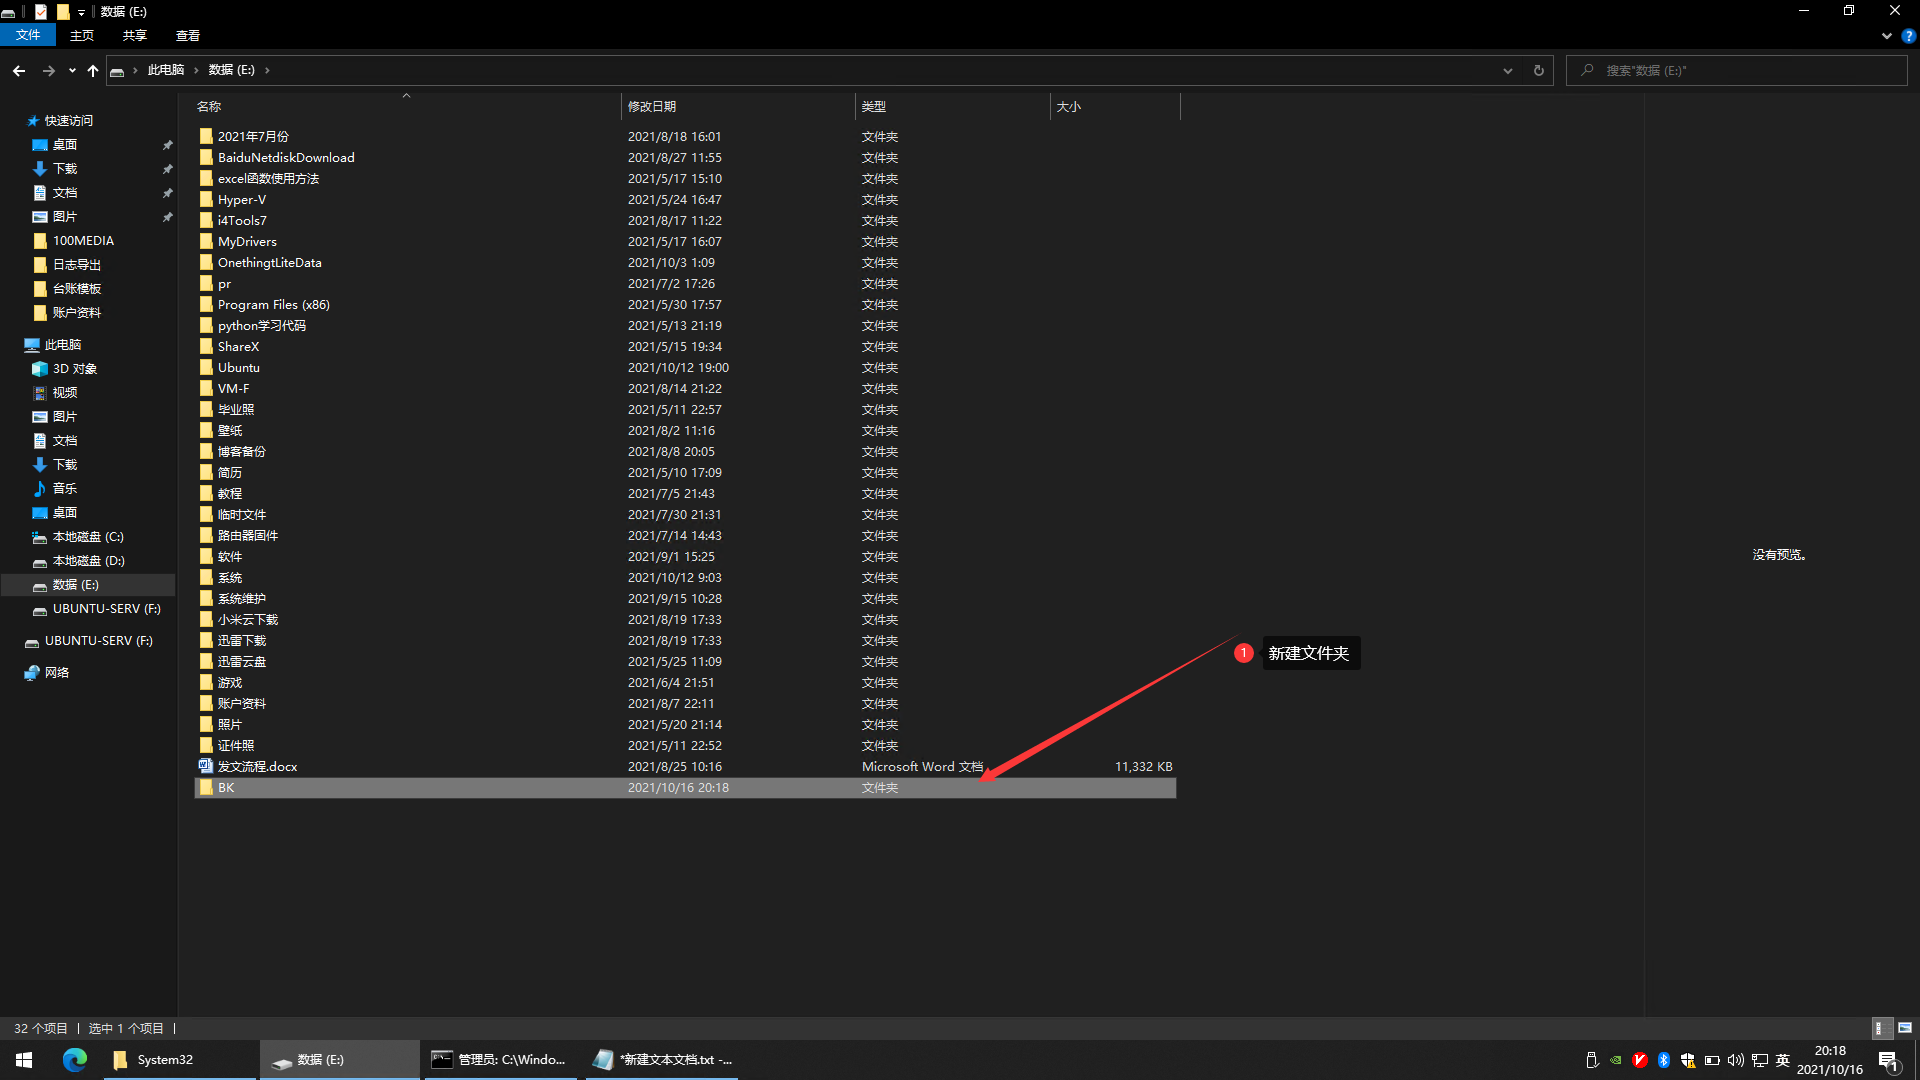 数据 (E:)
文件 主页 共享 查看
此电脑 数据 (E:) 搜索"数据 (E:)"
名称 修改日期 类型 大小
快速访问
桌面
下载
文档
图片
100MEDIA
日志导出
台账模板
账户资料
此电脑
3D 对象
视频
图片
文档
下载
音乐
桌面
本地磁盘 (C:)
本地磁盘 (D:)
数据 (E:)
UBUNTU-SERV (F:)
UBUNTU-SERV (F:)
网络
2021年7月份 2021/8/18 16:01 文件夹
BaiduNetdiskDownload 2021/8/27 11:55 文件夹
excel函数使用方法 2021/5/17 15:10 文件夹
Hyper-V 2021/5/24 16:47 文件夹
i4Tools7 2021/8/17 11:22 文件夹
MyDrivers 2021/5/17 16:07 文件夹
OnethingtLiteData 2021/10/3 1:09 文件夹
pr 2021/7/2 17:26 文件夹
Program Files (x86) 2021/5/30 17:57 文件夹
python学习代码 2021/5/13 21:19 文件夹
ShareX 2021/5/15 19:34 文件夹
Ubuntu 2021/10/12 19:00 文件夹
VM-F 2021/8/14 21:22 文件夹
毕业照 2021/5/11 22:57 文件夹
壁纸 2021/8/2 11:16 文件夹
博客备份 2021/8/8 20:05 文件夹
简历 2021/5/10 17:09 文件夹
教程 2021/7/5 21:43 文件夹
临时文件 2021/7/30 21:31 文件夹
路由器固件 2021/7/14 14:43 文件夹
软件 2021/9/1 15:25 文件夹
系统 2021/10/12 9:03 文件夹
系统维护 2021/9/15 10:28 文件夹
小米云下载 2021/8/19 17:33 文件夹
迅雷下载 2021/8/19 17:33 文件夹
迅雷云盘 2021/5/25 11:09 文件夹
游戏 2021/6/4 21:51 文件夹
账户资料 2021/8/7 22:11 文件夹
照片 2021/5/20 21:14 文件夹
证件照 2021/5/11 22:52 文件夹
发文流程.docx 2021/8/25 10:16 Microsoft Word 文档 11,332 KB
BK 2021/10/16 20:18 文件夹
没有预览。
1 新建文件夹
32 个项目 选中 1 个项目
System32 数据 (E:) 管理员: C:\Windo... *新建文本文档.txt -... 英 20:18
2021/10/16 1